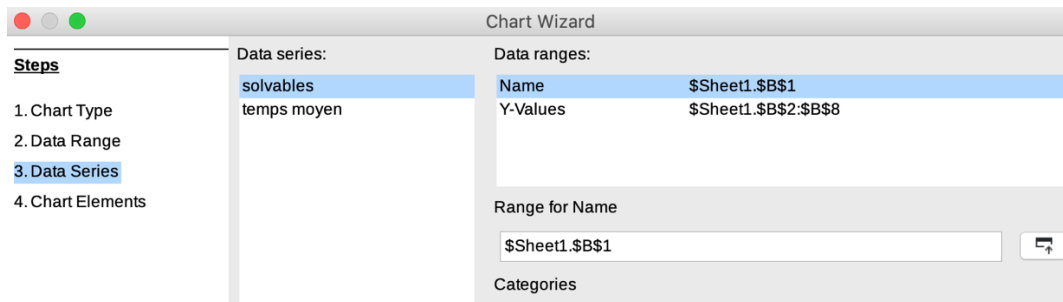 Chart Wizard
Steps
1. Chart Type
2. Data Range
3. Data Series
4. Chart Elements
Data series:
solvables
temps moyen
Data ranges:
Name $Sheet1.$B$1
Y-Values $Sheet1.$B$2:$B$8
Range for Name
$Sheet1.$B$1
Categories